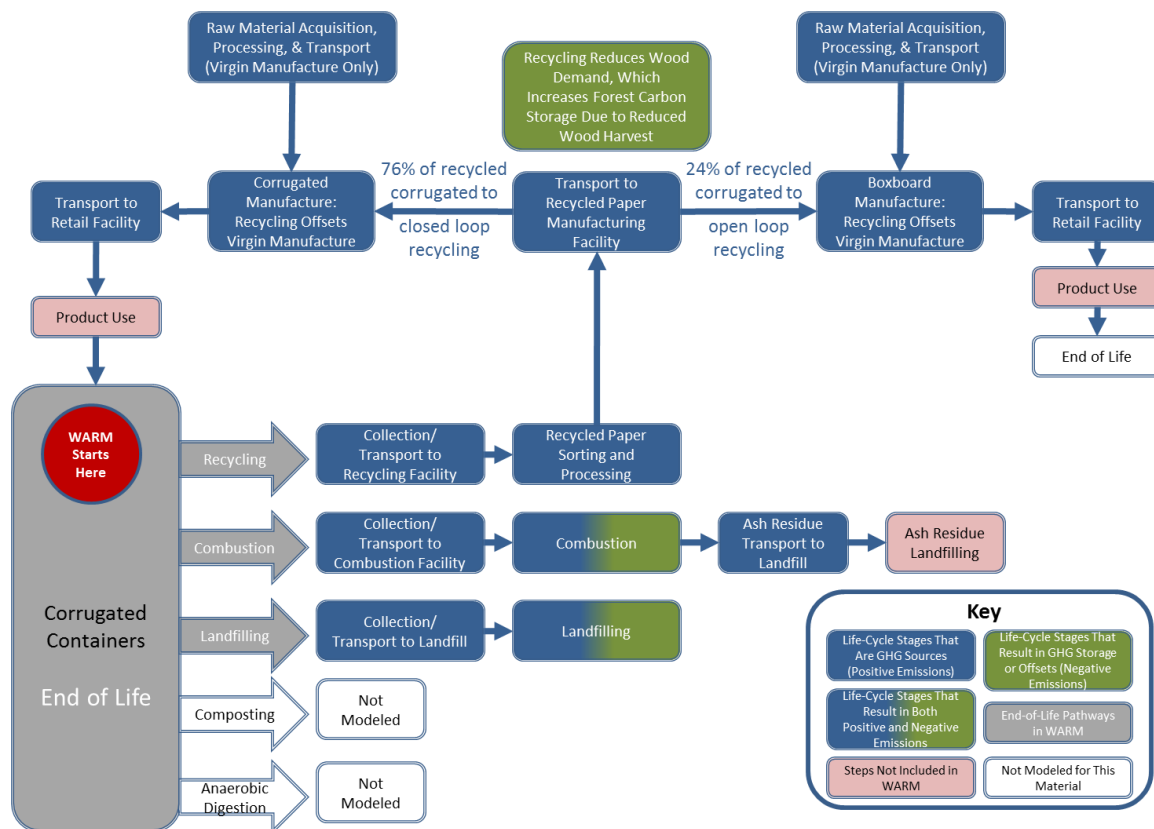 Raw Material Acquisition,
Processing, & Transport
(Virgin Manufacture Only)
Recycling Reduces Wood
Demand, Which
Increases Forest Carbon
Storage Due to Reduced
Wood Harvest
Raw Material Acquisition,
Processing, & Transport
(Virgin Manufacture Only)
Transport to
Retail Facility
Corrugated
Manufacture:
Recycling Offsets
Virgin Manufacture
76% of recycled
corrugated to
closed loop
recycling
Transport to
Recycled Paper
Manufacturing
Facility
24% of recycled
corrugated to
open loop
recycling
Boxboard
Manufacture:
Recycling Offsets
Virgin Manufacture
Transport to
Retail Facility
Product Use
Product Use
End of Life
WARM
Starts
Here
Corrugated
Containers
End of Life
Recycling
Collection/
Transport to
Recycling Facility
Recycled Paper
Sorting and
Processing
Combustion
Collection/
Transport to
Combustion Facility
Combustion
Ash Residue
Transport to
Landfill
Ash Residue
Landfilling
Landfilling
Collection/
Transport to Landfill
Landfilling
Composting
Not
Modeled
Anaerobic
Digestion
Not
Modeled
Key
Life-Cycle Stages That
Are GHG Sources
(Positive Emissions)
Life-Cycle Stages That
Result in GHG Storage
or Offsets (Negative
Emissions)
Life-Cycle Stages That
Result in Both
Positive and Negative
Emissions
End-of-Life Pathways
in WARM
Steps Not Included in
WARM
Not Modeled for This
Material